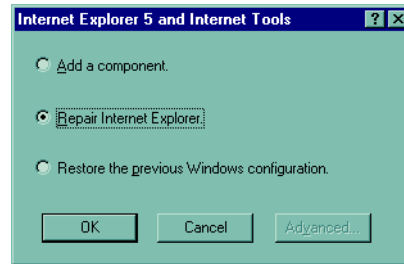 Internet Explorer 5 and Internet Tools
Add a component.
Repair Internet Explorer.
Restore the previous Windows configuration.
OK Cancel Advanced...